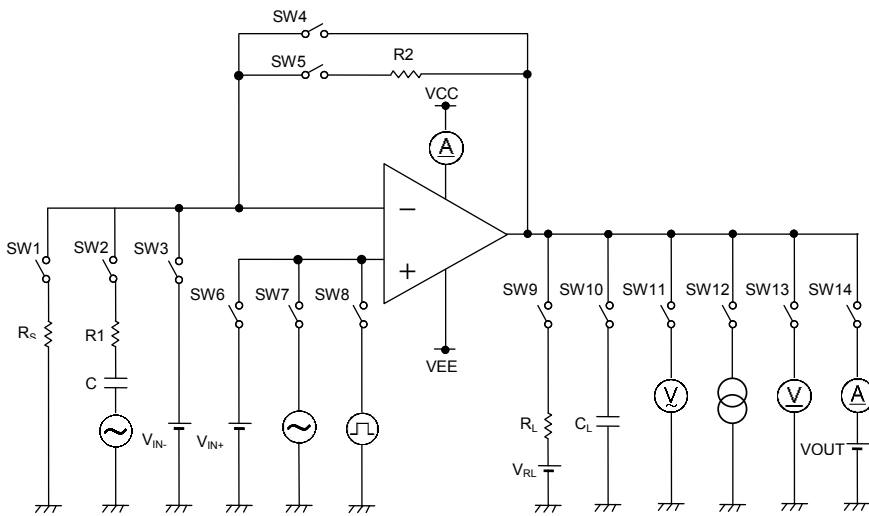 SW4
SW5
R2
VCC
A
SW1
SW2
SW3
−
+
SW6
SW7
SW8
SW9
SW10
SW11
SW12
SW13
SW14
VEE
RS
R1
C
VIN-
VIN+
RL
CL
V
V
A
VRL
VOUT